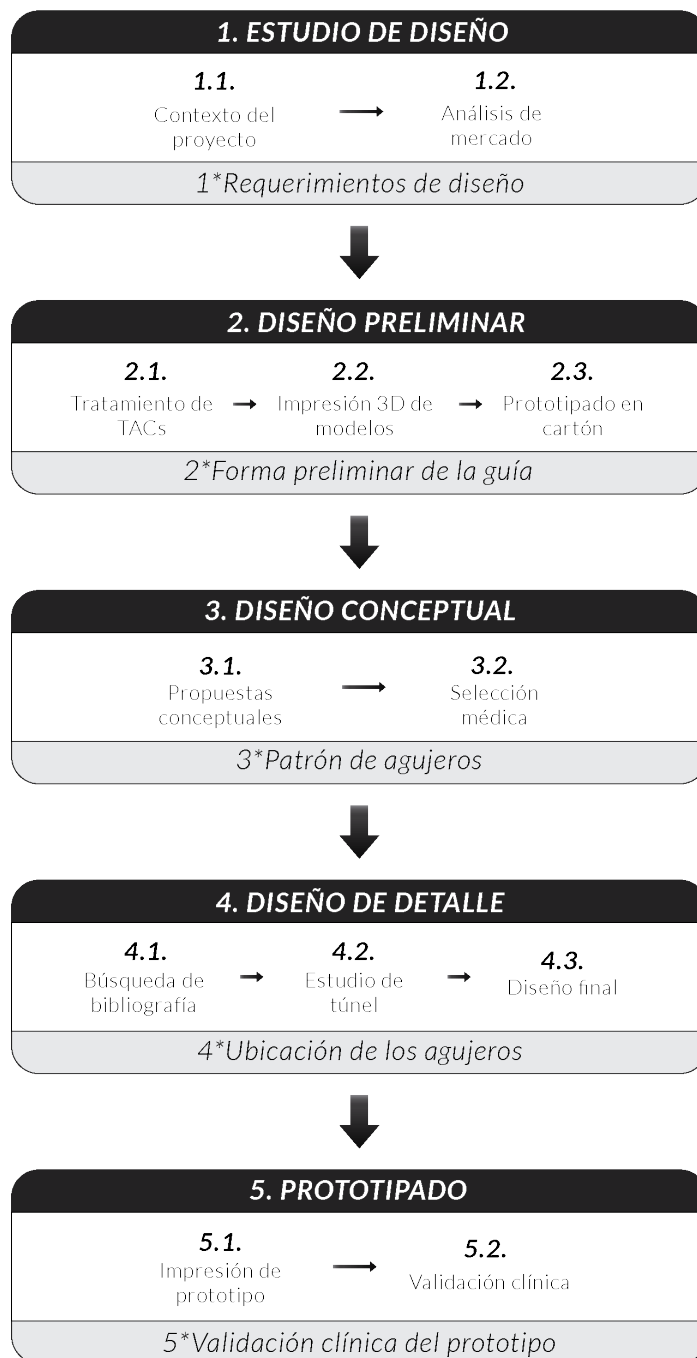 1. ESTUDIO DE DISEÑO
1.1.
Contexto del
proyecto
1.2.
Análisis de
mercado
1*Requerimientos de diseño
2. DISEÑO PRELIMINAR
2.1.
Tratamiento de
TACs
2.2.
Impresión 3D de
modelos
2.3.
Prototipado en
cartón
2*Forma preliminar de la guía
3. DISEÑO CONCEPTUAL
3.1.
Propuestas
conceptuales
3.2.
Selección
médica
3*Patrón de agujeros
4. DISEÑO DE DETALLE
4.1.
Búsqueda de
bibliografía
4.2.
Estudio de
túnel
4.3.
Diseño final
4*Ubicación de los agujeros
5. PROTOTIPADO
5.1.
Impresión de
prototipo
5.2.
Validación clínica
5*Validación clínica del prototipo